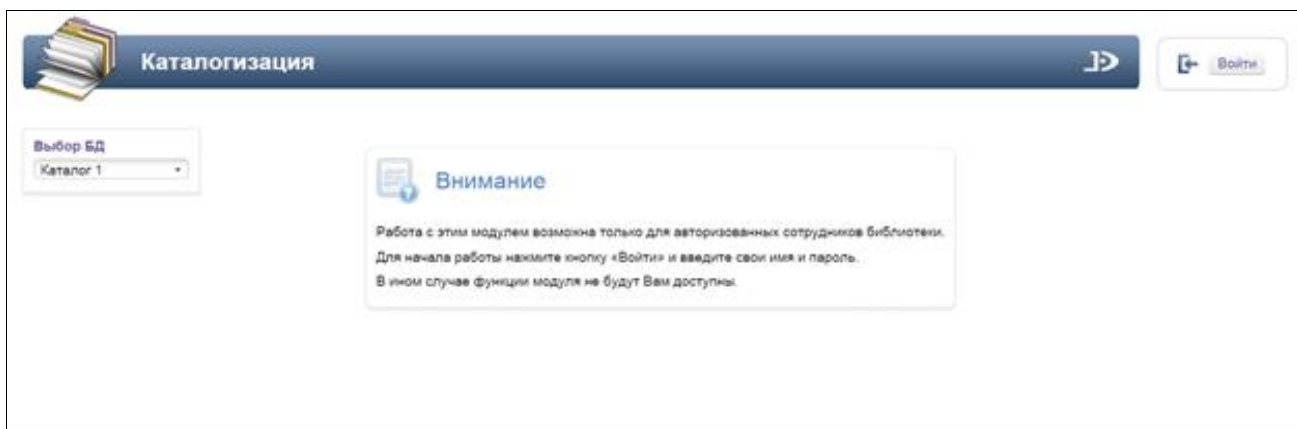 Каталогизация
Войти
Выбор БД
Каталог 1
Внимание
Работа с этим модулем возможна только для авторизованных сотрудников библиотеки.
Для начала работы нажмите кнопку «Войти» и введите свои имя и пароль.
В ином случае функции модуля не будут Вам доступны.